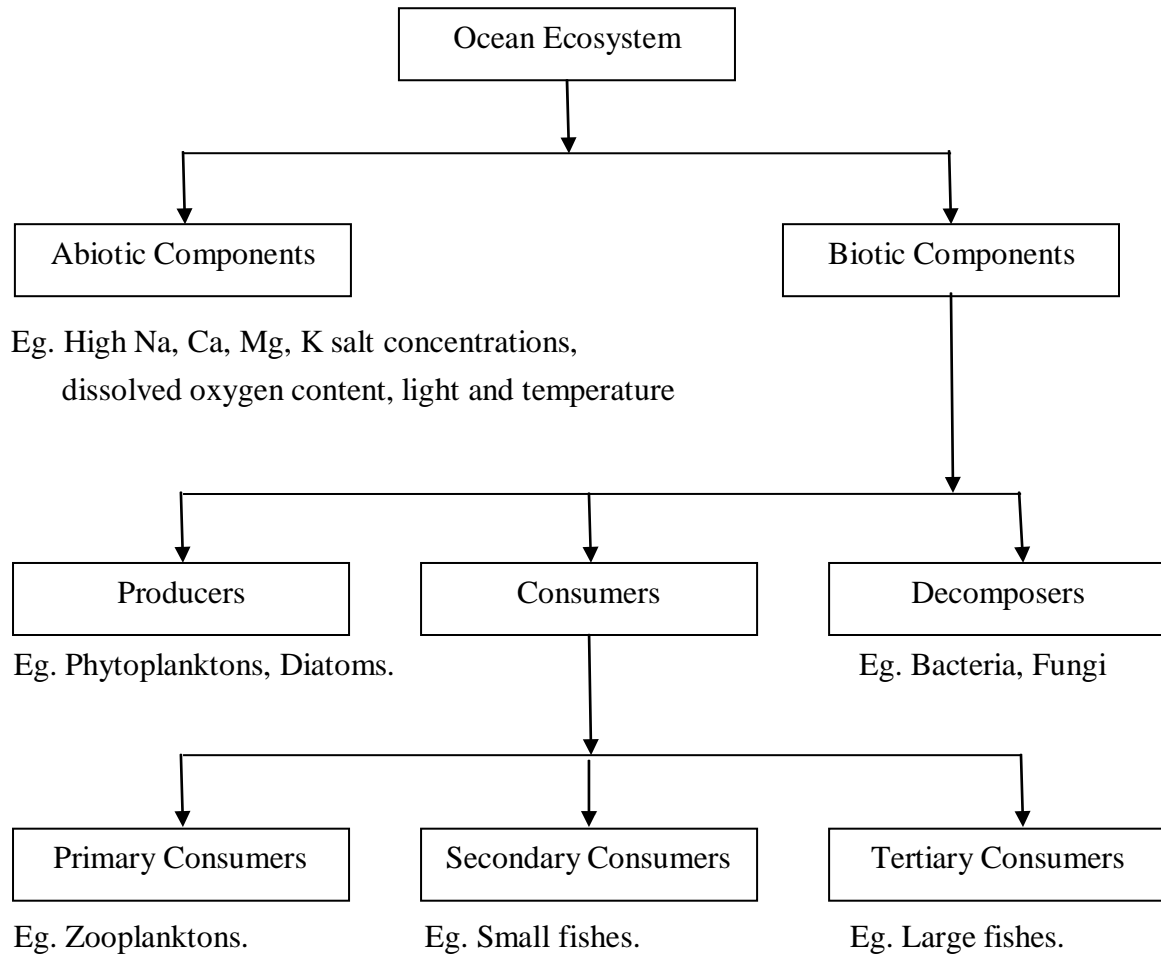 Ocean Ecosystem
Abiotic Components
Biotic Components
Eg. High Na, Ca, Mg, K salt concentrations,
dissolved oxygen content, light and temperature
Producers
Consumers
Decomposers
Eg. Phytoplanktons, Diatoms.
Eg. Bacteria, Fungi
Primary Consumers
Secondary Consumers
Tertiary Consumers
Eg. Zooplanktons.
Eg. Small fishes.
Eg. Large fishes.